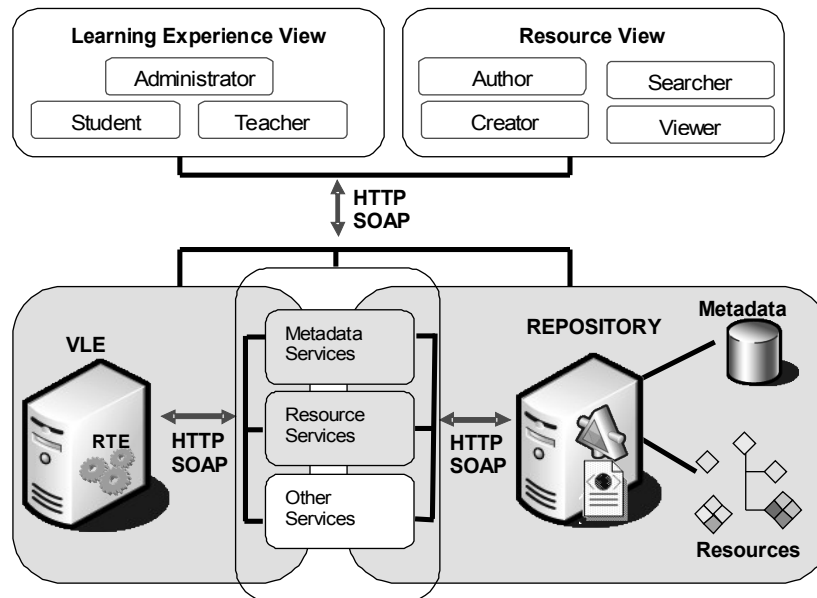 Learning Experience View
Administrator
Student
Teacher
Resource View
Author
Searcher
Creator
Viewer
HTTP
SOAP
VLE
RTE
HTTP
SOAP
Metadata
Services
Resource
Services
Other
Services
HTTP
SOAP
REPOSITORY
Metadata
Resources